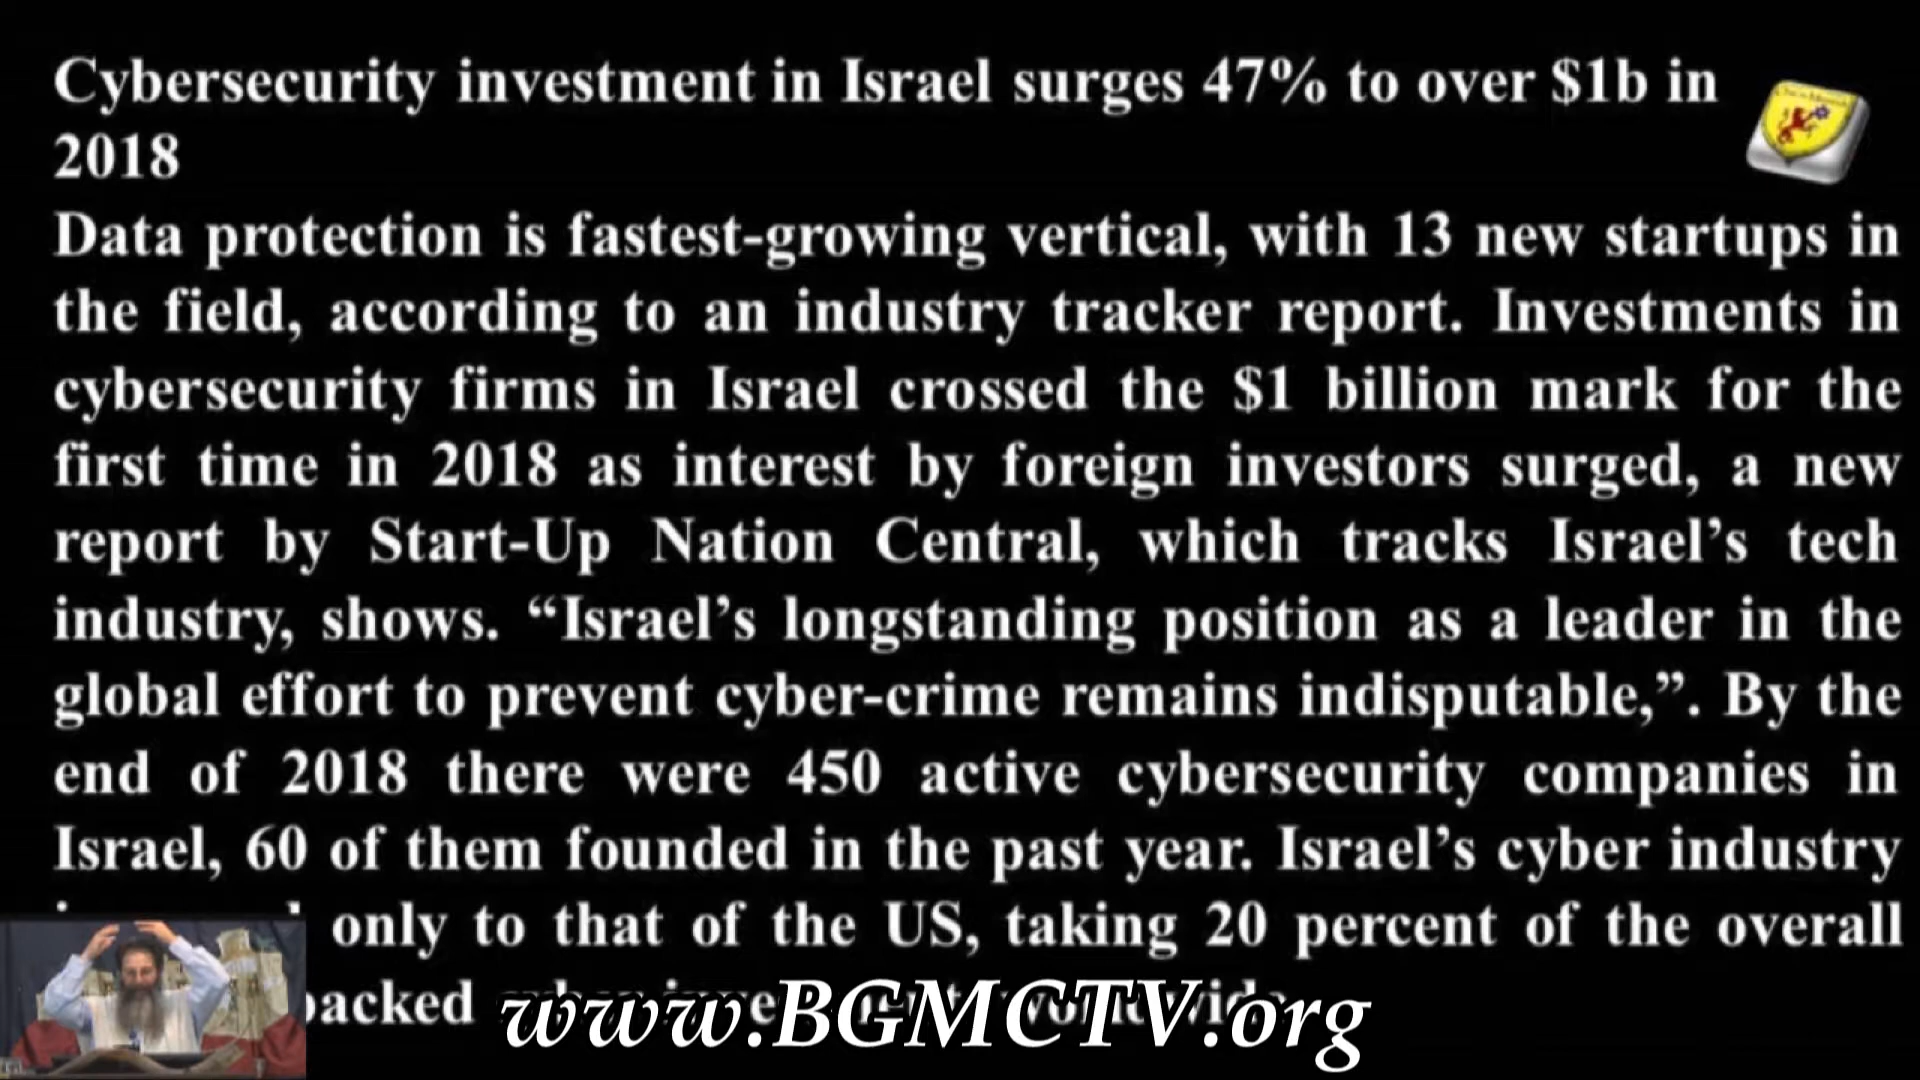 Cybersecurity investment in Israel surges 47% to over $1b in
2018
Data protection is fastest-growing vertical, with 13 new startups in
the field, according to an industry tracker report. Investments in
cybersecurity firms in Israel crossed the $1 billion mark for the
first time in 2018 as interest by foreign investors surged, a new
report by Start-Up Nation Central, which tracks Israel’s tech
industry, shows. “Israel’s longstanding position as a leader in the
global effort to prevent cyber-crime remains indisputable,”. By the
end of 2018 there were 450 active cybersecurity companies in
Israel, 60 of them founded in the past year. Israel’s cyber industry
only to that of the US, taking 20 percent of the overall
backed
www.BGMCTV.org